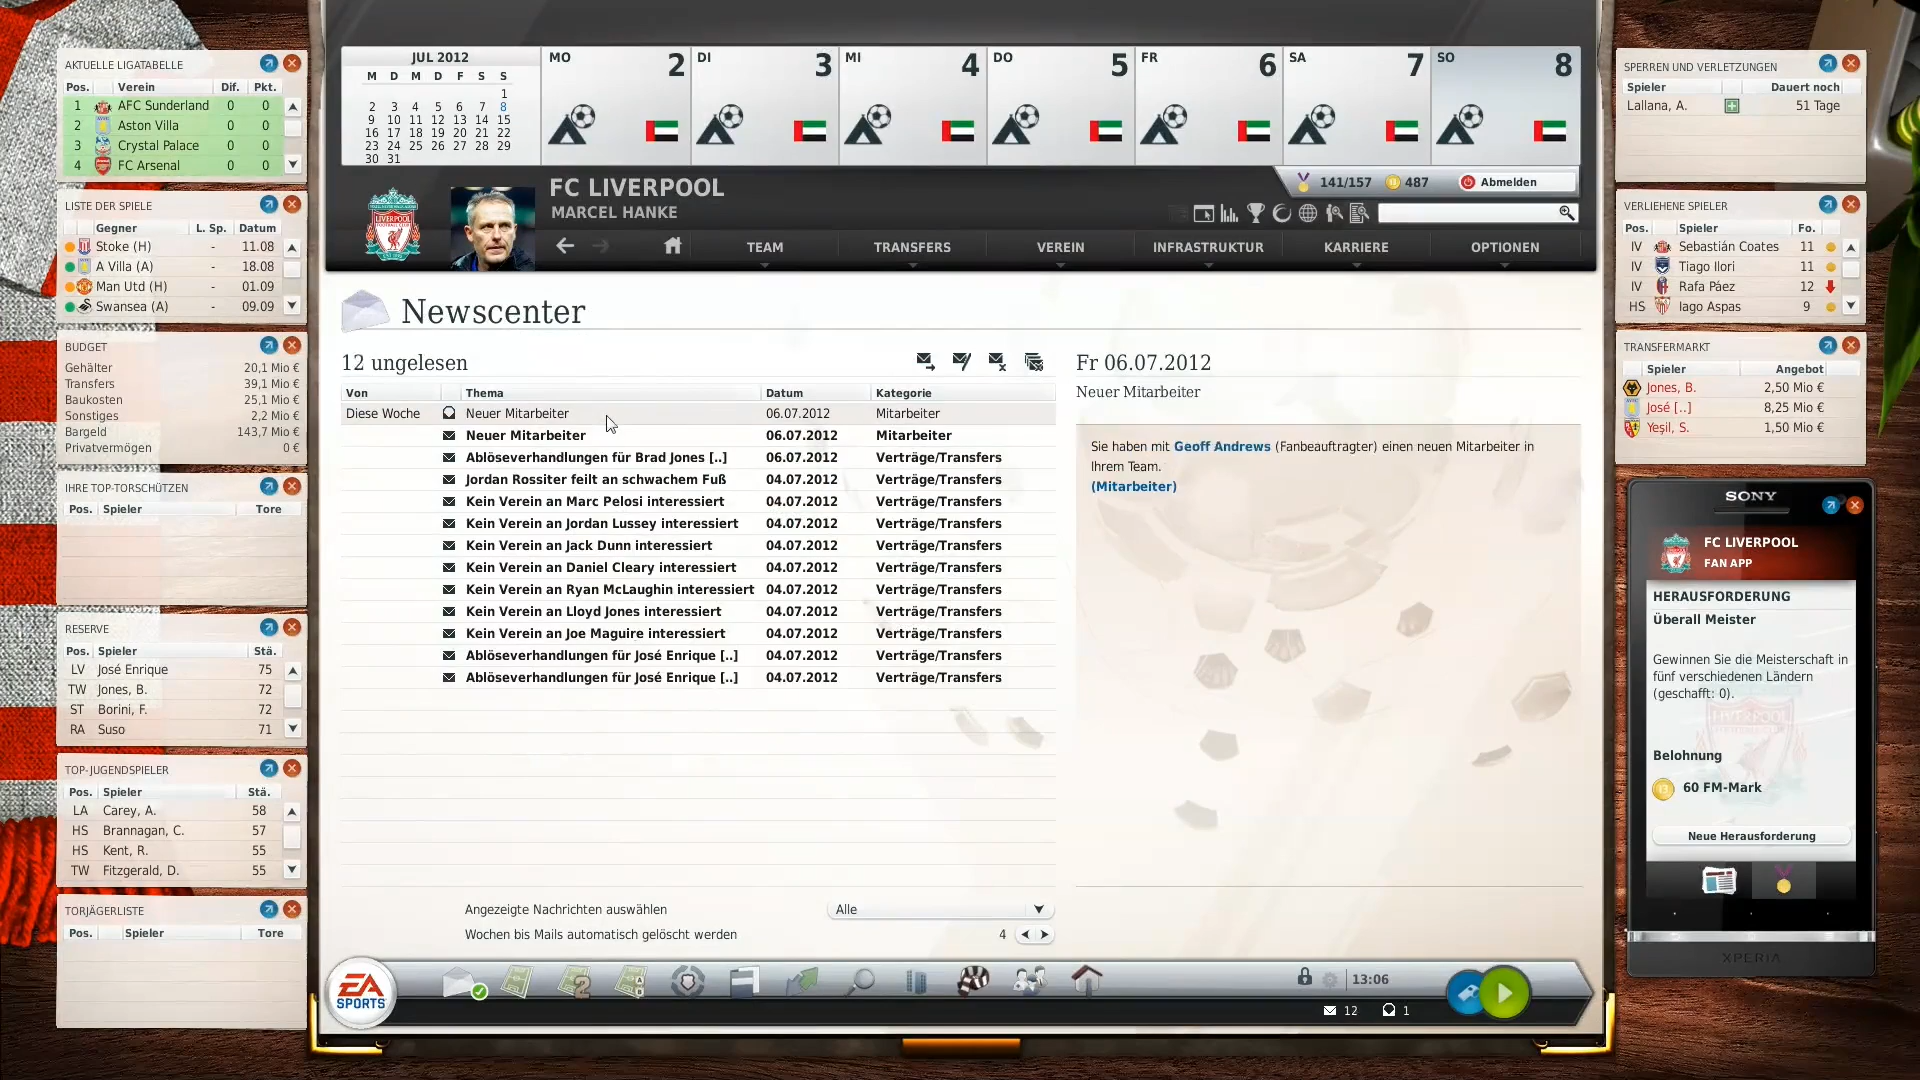 AKTUELLE LIGATABELLE
Pos. Verein Dif. Pkt.
1 AFC Sunderland 0 0
2 Aston Villa 0 0
3 Crystal Palace 0 0
4 FC Arsenal 0 0
LISTE DER SPIELE
Gegner L. Sp. Datum
Stoke (H) - 11.08
A Villa (A) - 18.08
Man Utd (H) - 01.09
Swansea (A) - 09.09
BUDGET
Gehälter 20,1 Mio €
Transfers 39,1 Mio €
Baukosten 25,1 Mio €
Sonstiges 2,2 Mio €
Bargeld 143,7 Mio €
Privatvermögen 0 €
IHRE TOP-TORSCHÜTZEN
Pos. Spieler Tore
RESERVE
Pos. Spieler Stä.
LV José Enrique 75
TW Jones, B. 72
ST Borini, F. 72
RA Suso 71
TOP-JUGENDSPIELER
Pos. Spieler Stä.
LA Carey, A. 58
HS Brannagan, C. 57
HS Kent, R. 55
TW Fitzgerald, D. 55
TORJÄGERLISTE
Pos. Spieler Tore
JUL 2012
M D M D F S S
1
2 3 4 5 6 7 8
9 10 11 12 13 14 15
16 17 18 19 20 21 22
23 24 25 26 27 28 29
30 31
MO 2 DI 3 MI 4 DO 5 FR 6 SA 7 SO 8
141/157 487 Abmelden
FC LIVERPOOL
MARCEL HANKE
TEAM TRANSFERS VEREIN INFRASTRUKTUR KARRIERE OPTIONEN
Newscenter
12 ungelesen
Von Thema Datum Kategorie
Diese Woche Neuer Mitarbeiter 06.07.2012 Mitarbeiter
Neuer Mitarbeiter 06.07.2012 Mitarbeiter
Ablöseverhandlungen für Brad Jones [..] 06.07.2012 Verträge/Transfers
Jordan Rossiter feilt an schwachem Fuß 04.07.2012 Verträge/Transfers
Kein Verein an Marc Pelosi interessiert 04.07.2012 Verträge/Transfers
Kein Verein an Jordan Lussey interessiert 04.07.2012 Verträge/Transfers
Kein Verein an Jack Dunn interessiert 04.07.2012 Verträge/Transfers
Kein Verein an Daniel Cleary interessiert 04.07.2012 Verträge/Transfers
Kein Verein an Ryan McLaughin interessiert 04.07.2012 Verträge/Transfers
Kein Verein an Lloyd Jones interessiert 04.07.2012 Verträge/Transfers
Kein Verein an Joe Maguire interessiert 04.07.2012 Verträge/Transfers
Ablöseverhandlungen für José Enrique [..] 04.07.2012 Verträge/Transfers
Ablöseverhandlungen für José Enrique [..] 04.07.2012 Verträge/Transfers
Angezeigte Nachrichten auswählen Alle
Wochen bis Mails automatisch gelöscht werden 4
Fr 06.07.2012
Neuer Mitarbeiter
Sie haben mit Geoff Andrews (Fanbeauftragter) einen neuen Mitarbeiter in
Ihrem Team.
(Mitarbeiter)
EA
SPORTS
2
13:06
12 1
SPERREN UND VERLETZUNGEN
Spieler Dauert noch
Lallana, A. 51 Tage
VERLIEHENE SPIELER
Pos. Spieler Fo.
IV Sebastián Coates 11
IV Tiago Ilori 11
IV Rafa Páez 12
HS Iago Aspas 9
TRANSFERMARKT
Spieler Angebot
Jones, B. 2,50 Mio €
José [..] 8,25 Mio €
Yeşil, S. 1,50 Mio €
SONY
FC LIVERPOOL
FAN APP
HERAUSFORDERUNG
Überall Meister
Gewinnen Sie die Meisterschaft in
fünf verschiedenen Ländern
(geschafft: 0).
Belohnung
60 FM-Mark
Neue Herausforderung
XPERIA